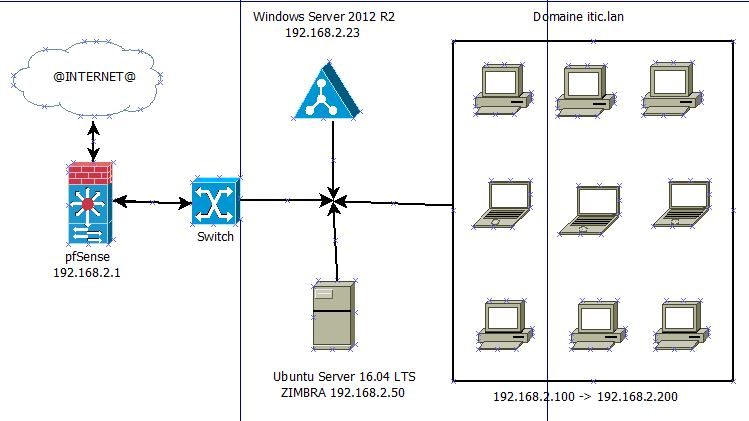 Windows Server 2012 R2
192.168.2.23
Domaine itic.lan
@INTERNET@
Switch
pfSense
192.168.2.1
Ubuntu Server 16.04 LTS
ZIMBRA 192.168.2.50
192.168.2.100 -> 192.168.2.200